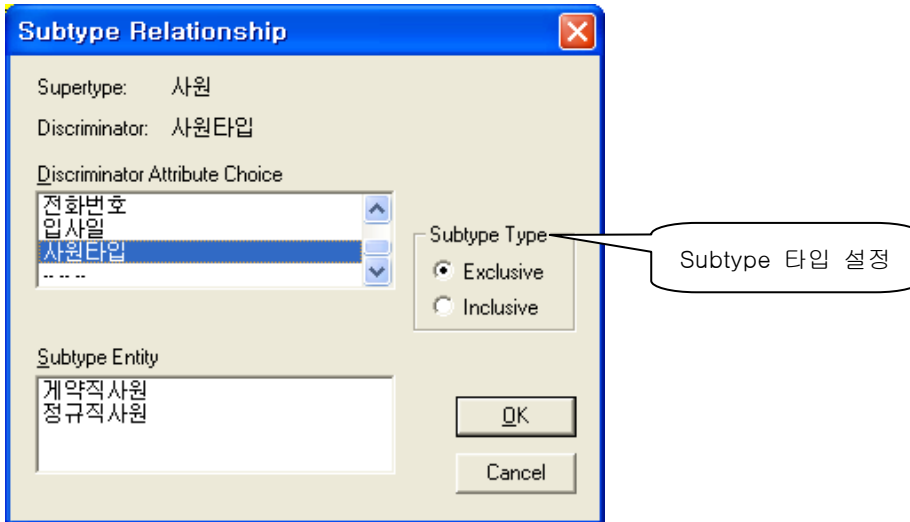 Subtype Relationship
Supertype: 사원
Discriminator: 사원타입
Discriminator Attribute Choice
전화번호
입사일
사원타입
-- -- --
Subtype Type
Exclusive
Inclusive
Subtype 타입 설정
Subtype Entity
계약직사원
정규직사원
OK
Cancel